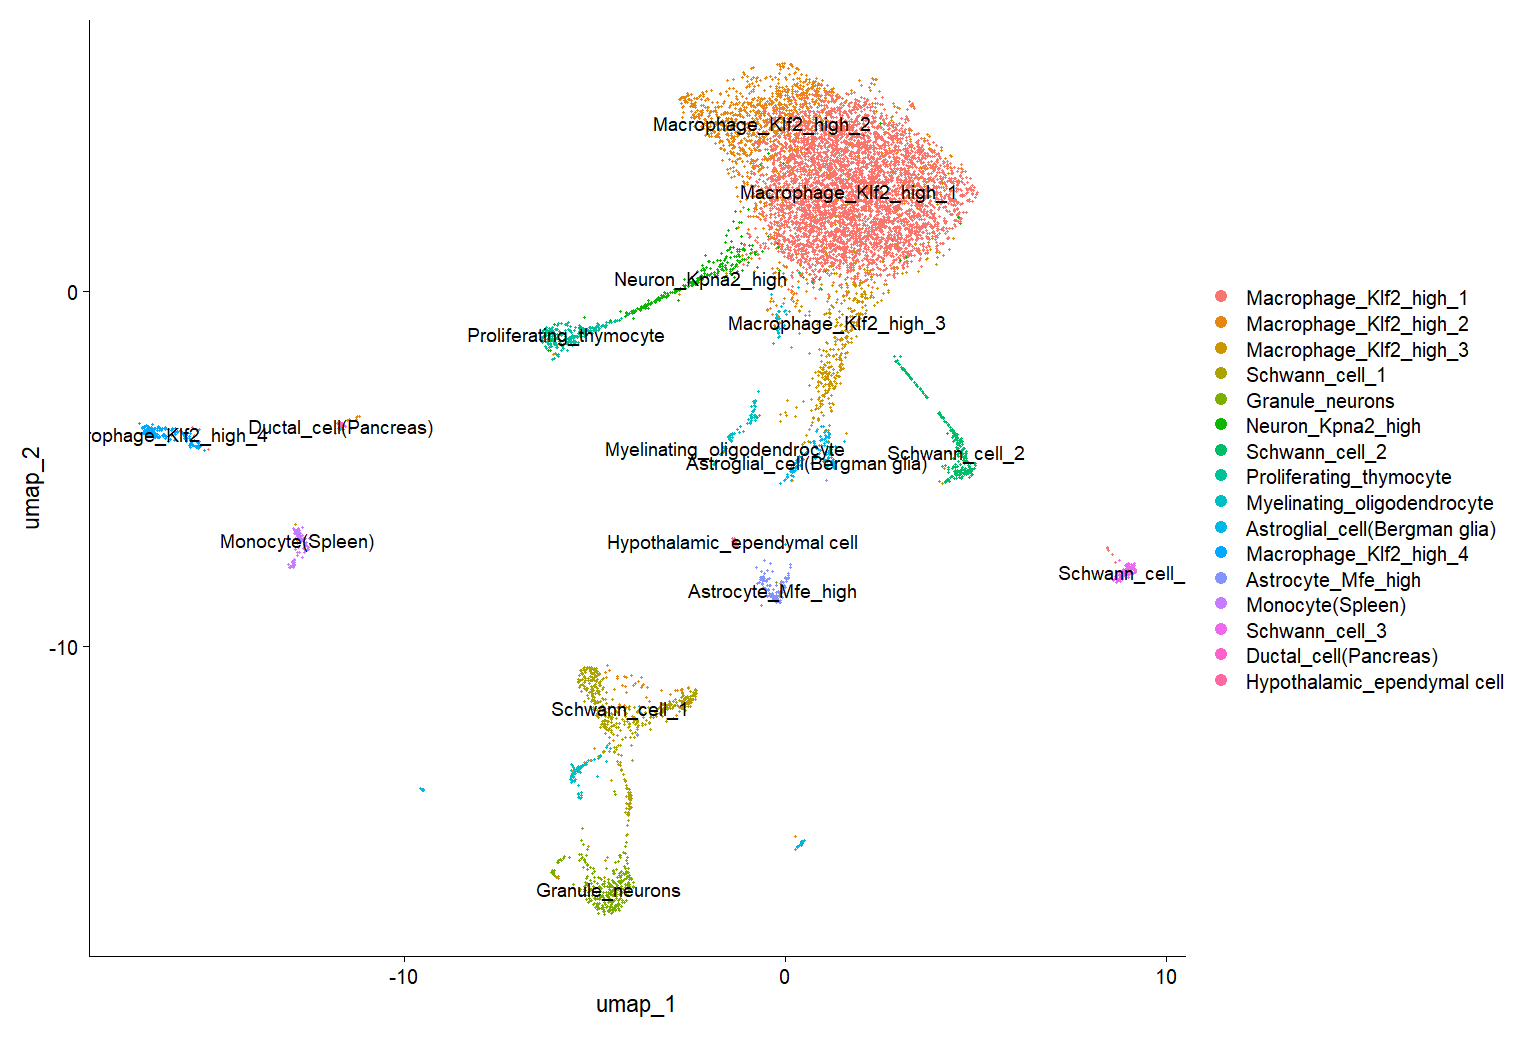 Macrophage_Klf2_high_2
Macrophage_Klf2_high_1
Neuron_Kpna2_high
0
Macrophage_Klf2_high_3
Proliferating_thymocyte
Ductal_cell(Pancreas)
rophage_Klf2_high_4
Myelinating_oligodendrocyte
Schwann_cell_2
Astroglial_cell(Bergman glia)
umap_2
Monocyte(Spleen)
Hypothalamic_ependymal cell
Schwann_cell_
Astrocyte_Mfe_high
-10
Schwann_cell_1
Granule_neurons
-10
0
10
umap_1
Macrophage_Klf2_high_1
Macrophage_Klf2_high_2
Macrophage_Klf2_high_3
Schwann_cell_1
Granule_neurons
Neuron_Kpna2_high
Schwann_cell_2
Proliferating_thymocyte
Myelinating_oligodendrocyte
Astroglial_cell(Bergman glia)
Macrophage_Klf2_high_4
Astrocyte_Mfe_high
Monocyte(Spleen)
Schwann_cell_3
Ductal_cell(Pancreas)
Hypothalamic_ependymal cell